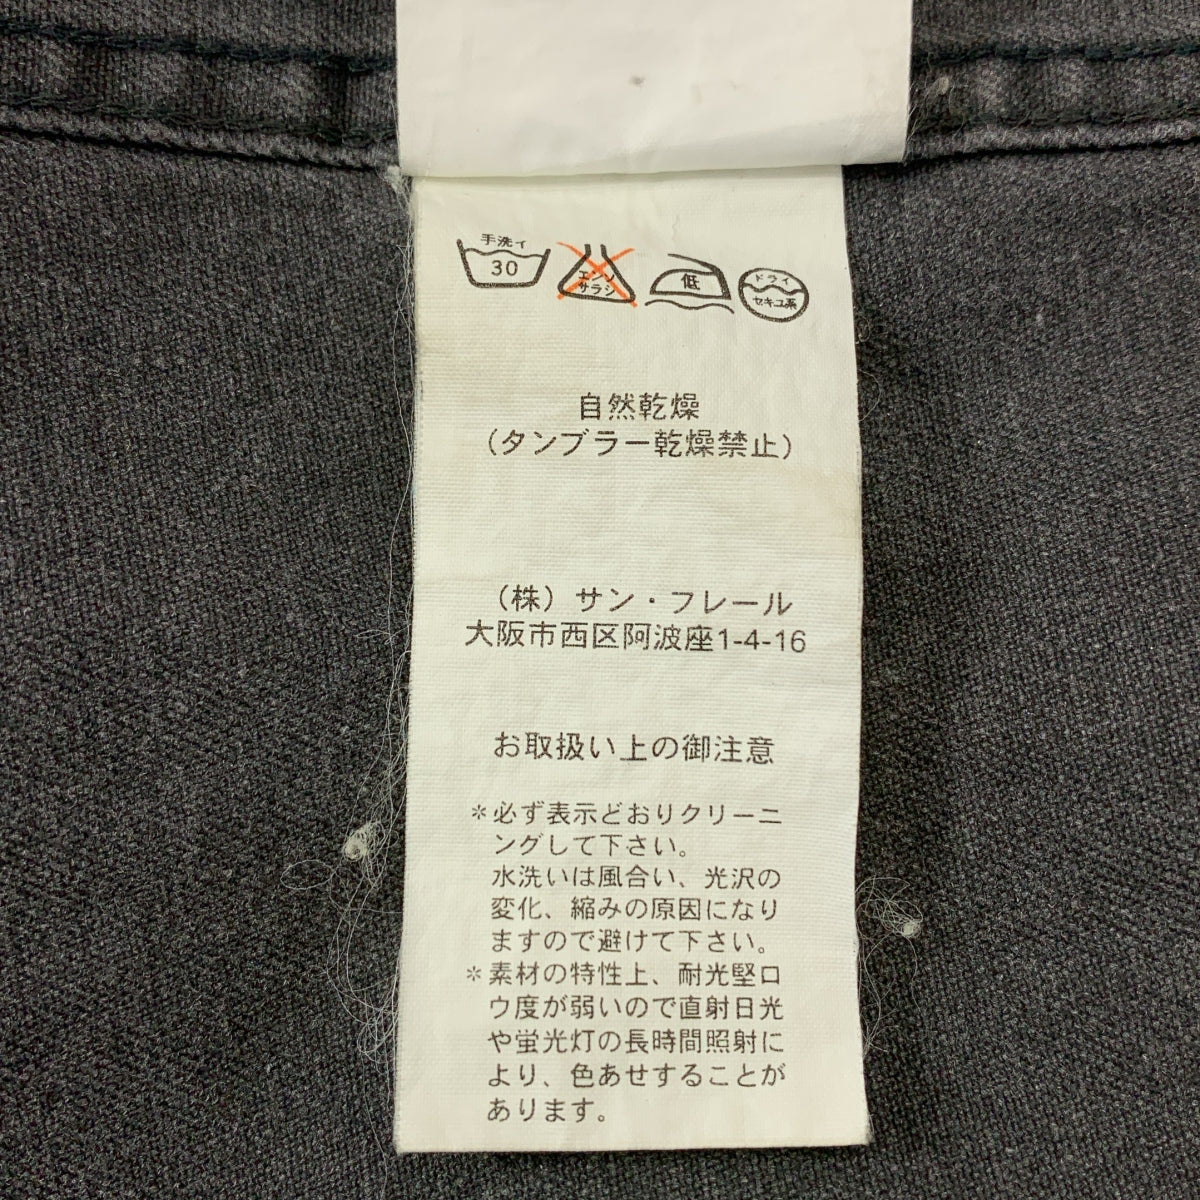 手洗イ
30
エンソ
サラシ
低
ドライ
セキユ系
自然乾燥
（タンブラー乾燥禁止）
（株）サン・フレール
大阪市西区阿波座1-4-16
お取扱い上の御注意
＊必ず表示どおりクリーニ
ングして下さい。
水洗いは風合い、光沢の
変化、縮みの原因になり
ますので避けて下さい。
＊素材の特性上、耐光堅ロ
ウ度が弱いので直射日光
や蛍光灯の長時間照射に
より、色あせすることが
あります。